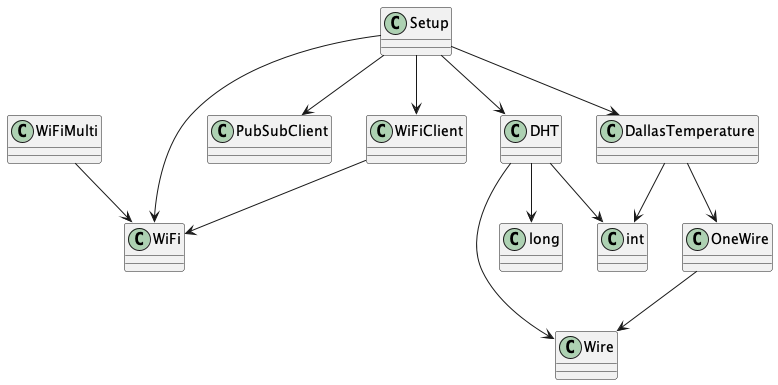 C Setup
C WiFiMulti
C PubSubClient
C WiFiClient
C DHT
C DallasTemperature
C WiFi
C long
C int
C OneWire
C Wire